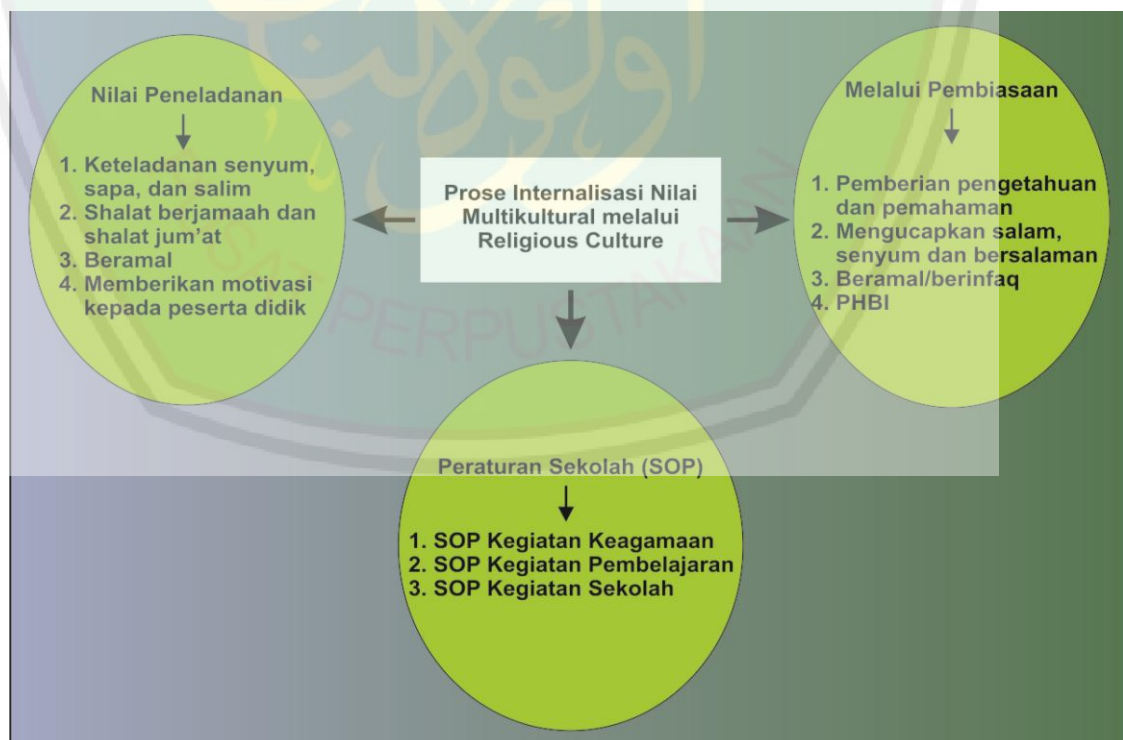 Nilai Peneladanan
1. Keteladanan senyum,
sapa, dan salim
2. Shalat berjamaah dan
shalat jum’at
3. Beramal
4. Memberikan motivasi
kepada peserta didik
Prose Internalisasi Nilai
Multikultural melalui
Religious Culture
Melalui Pembiasaan
1. Pemberian pengetahuan
dan pemahaman
2. Mengucapkan salam,
senyum dan bersalaman
3. Beramal/berinfaq
4. PHBI
Peraturan Sekolah (SOP)
1. SOP Kegiatan Keagamaan
2. SOP Kegiatan Pembelajaran
3. SOP Kegiatan Sekolah
PERPUSTAKAAN